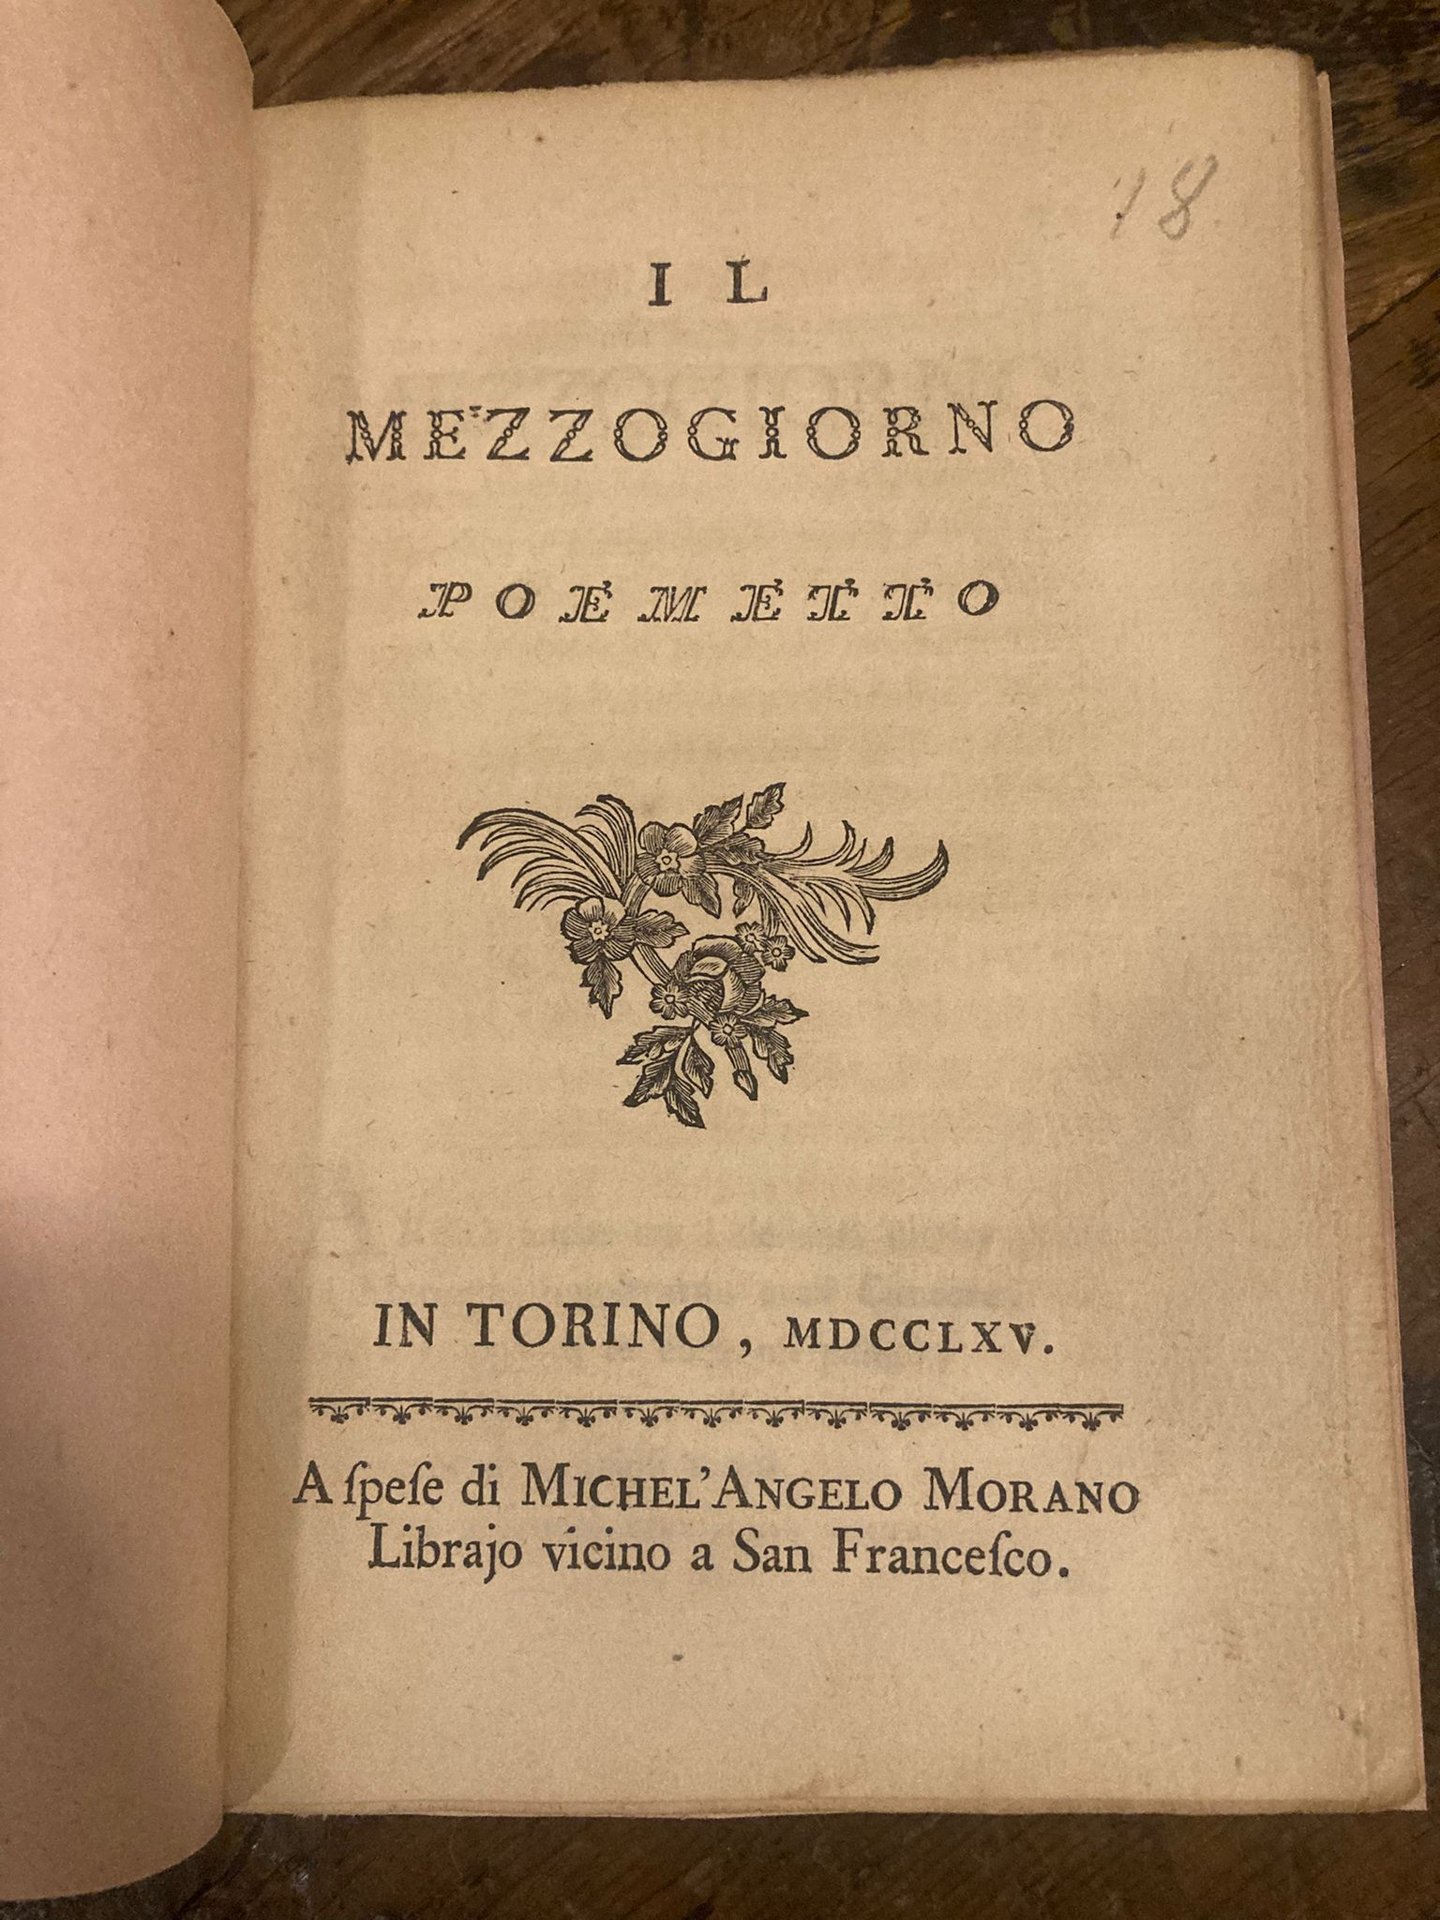 18
IL
MEZZOGIORNO
POEMETTO
IN TORINO, MDCCLXV.
A ſpeſe di MICHEL'ANGELO MORANO
Librajo vicino a San Franceſco.